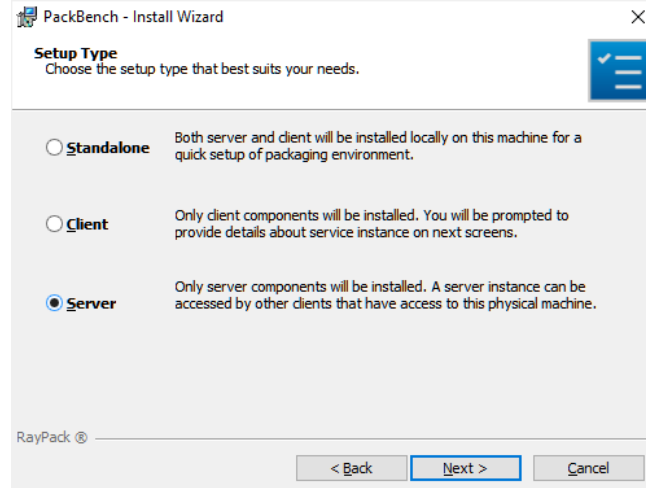 PackBench - Install Wizard
Setup Type
Choose the setup type that best suits your needs.
Standalone
Both server and client will be installed locally on this machine for a
quick setup of packaging environment.
Client
Only client components will be installed. You will be prompted to
provide details about service instance on next screens.
Server
Only server components will be installed. A server instance can be
accessed by other clients that have access to this physical machine.
RayPack ®
< Back
Next >
Cancel